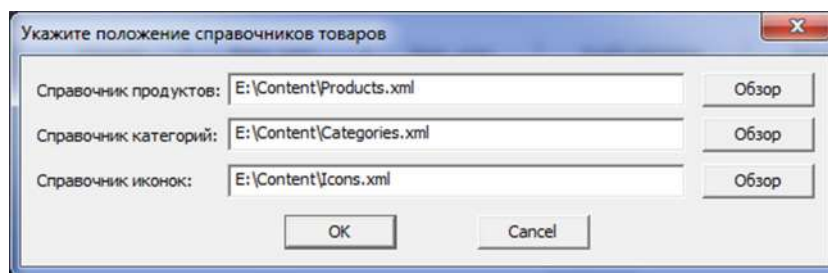 Укажите положение справочников товаров
Справочник продуктов: E:\Content\Products.xml Обзор
Справочник категорий: E:\Content\Categories.xml Обзор
Справочник иконок: E:\Content\Icons.xml Обзор
OK Cancel